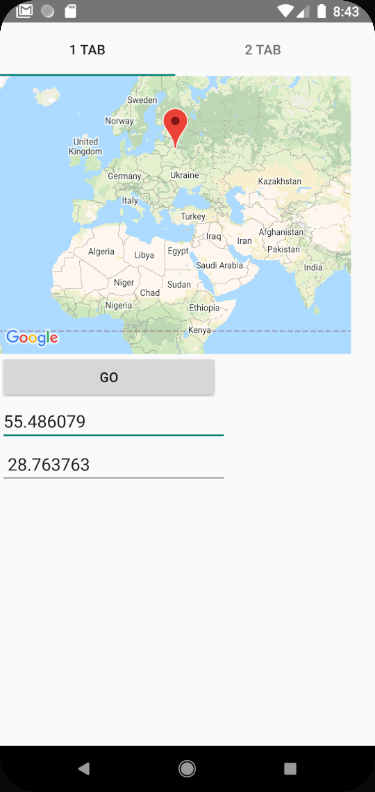 8:43
1 TAB
2 TAB
Sweden
Norway
United
Kingdom
Germany
Ukraine
Kazakhstan
Italy
Turkey
Iraq
Iran
Afghanistan
Pakistan
Algeria
Libya
Egypt
Saudi Arabia
India
Niger
Chad
Sudan
Nigeria
Ethiopia
Kenya
Google
GO
55.486079
28.763763